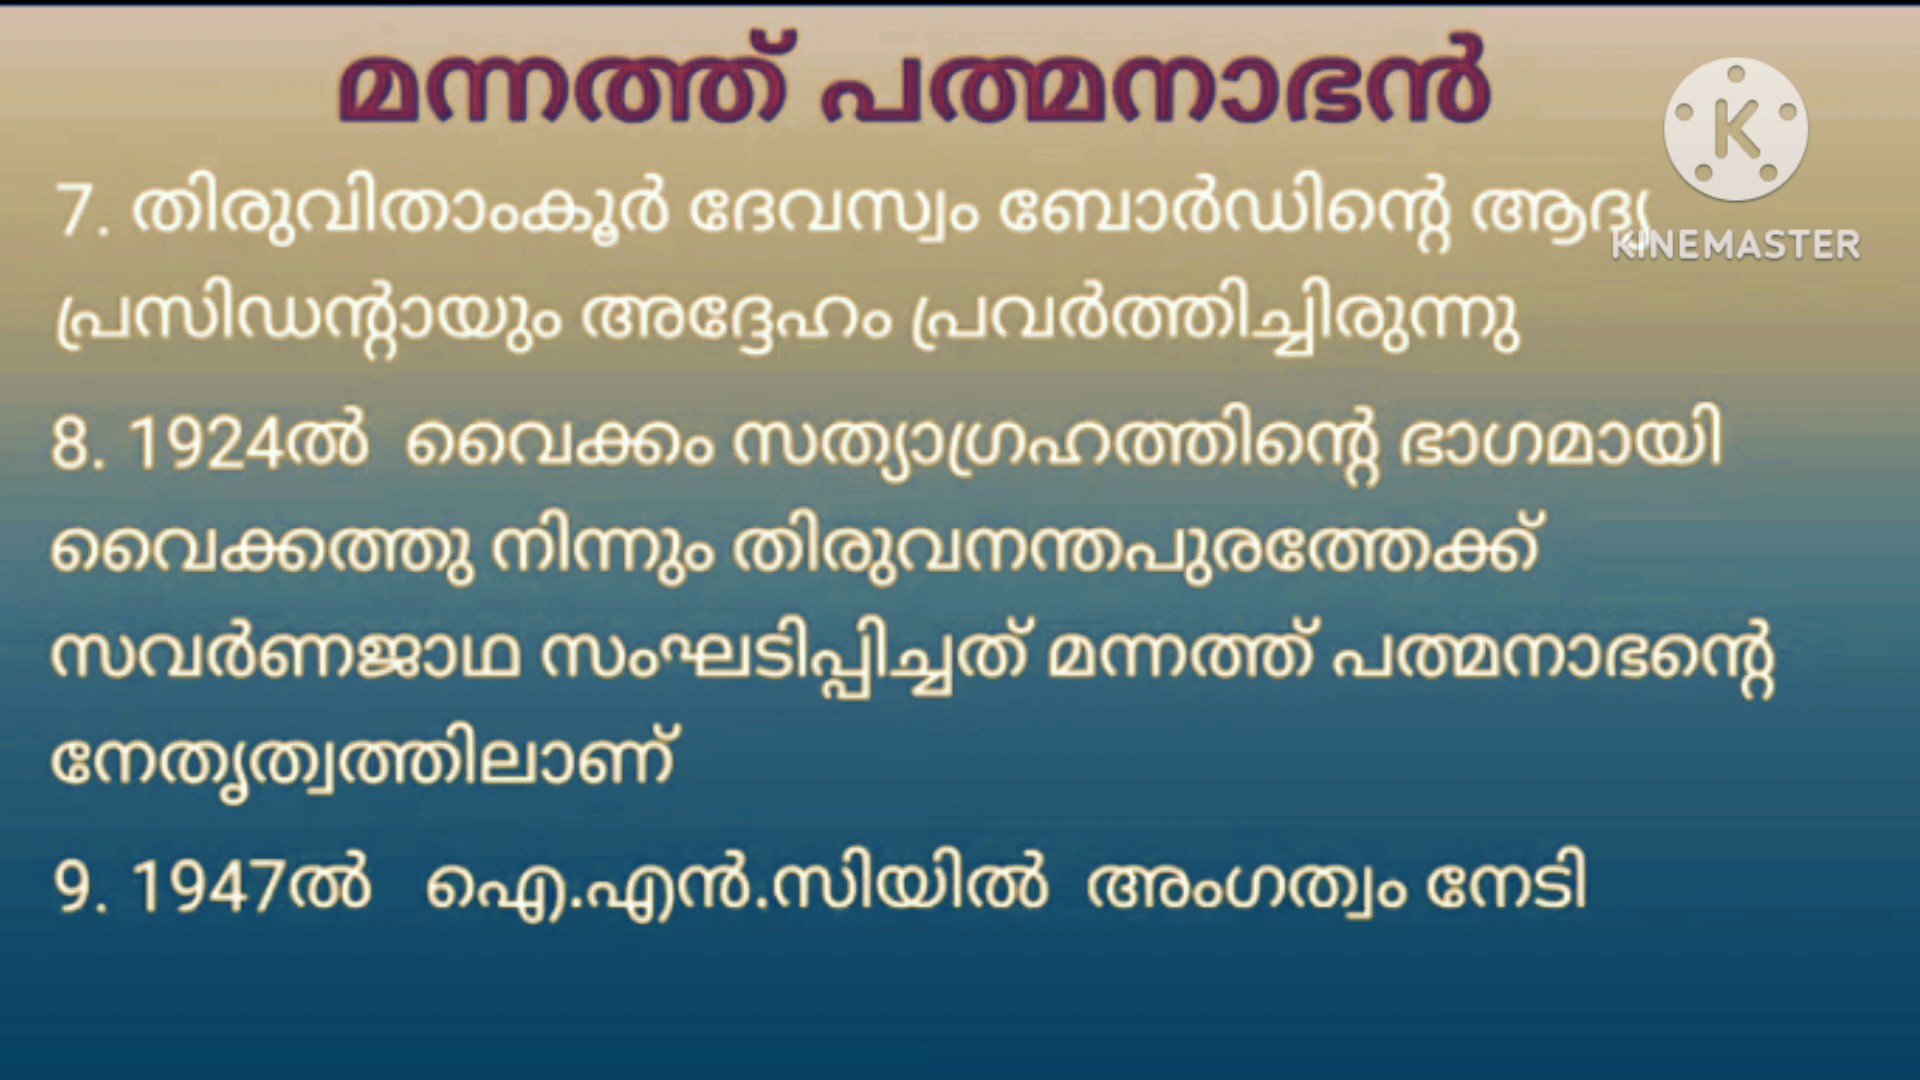 മന്നത്ത് പത്മനാഭൻ
7. തിരുവിതാംകൂർ ദേവസ്വം ബോർഡിന്റെ ആദ്യ
പ്രസിഡന്റായും അദ്ദേഹം പ്രവർത്തിച്ചിരുന്നു
8. 1924ൽ വൈക്കം സത്യാഗ്രഹത്തിന്റെ ഭാഗമായി
വൈക്കത്തു നിന്നും തിരുവനന്തപുരത്തേക്ക്
സവർണജാഥ സംഘടിപ്പിച്ചത് മന്നത്ത് പത്മനാഭന്റെ
നേതൃത്വത്തിലാണ്
9. 1947ൽ ഐ.എൻ.സിയിൽ അംഗത്വം നേടി
K
KINEMASTER